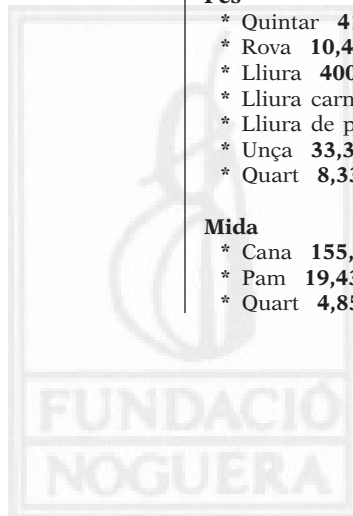 * Quintar 41
* Rova 10,4
* Lliura 400
* Lliura carn
* Lliura de p
* Unça 33,3
* Quart 8,33
Mida
* Cana 155,
* Pam 19,43
* Quart 4,85
FUNDACIÓ
NOGUERA